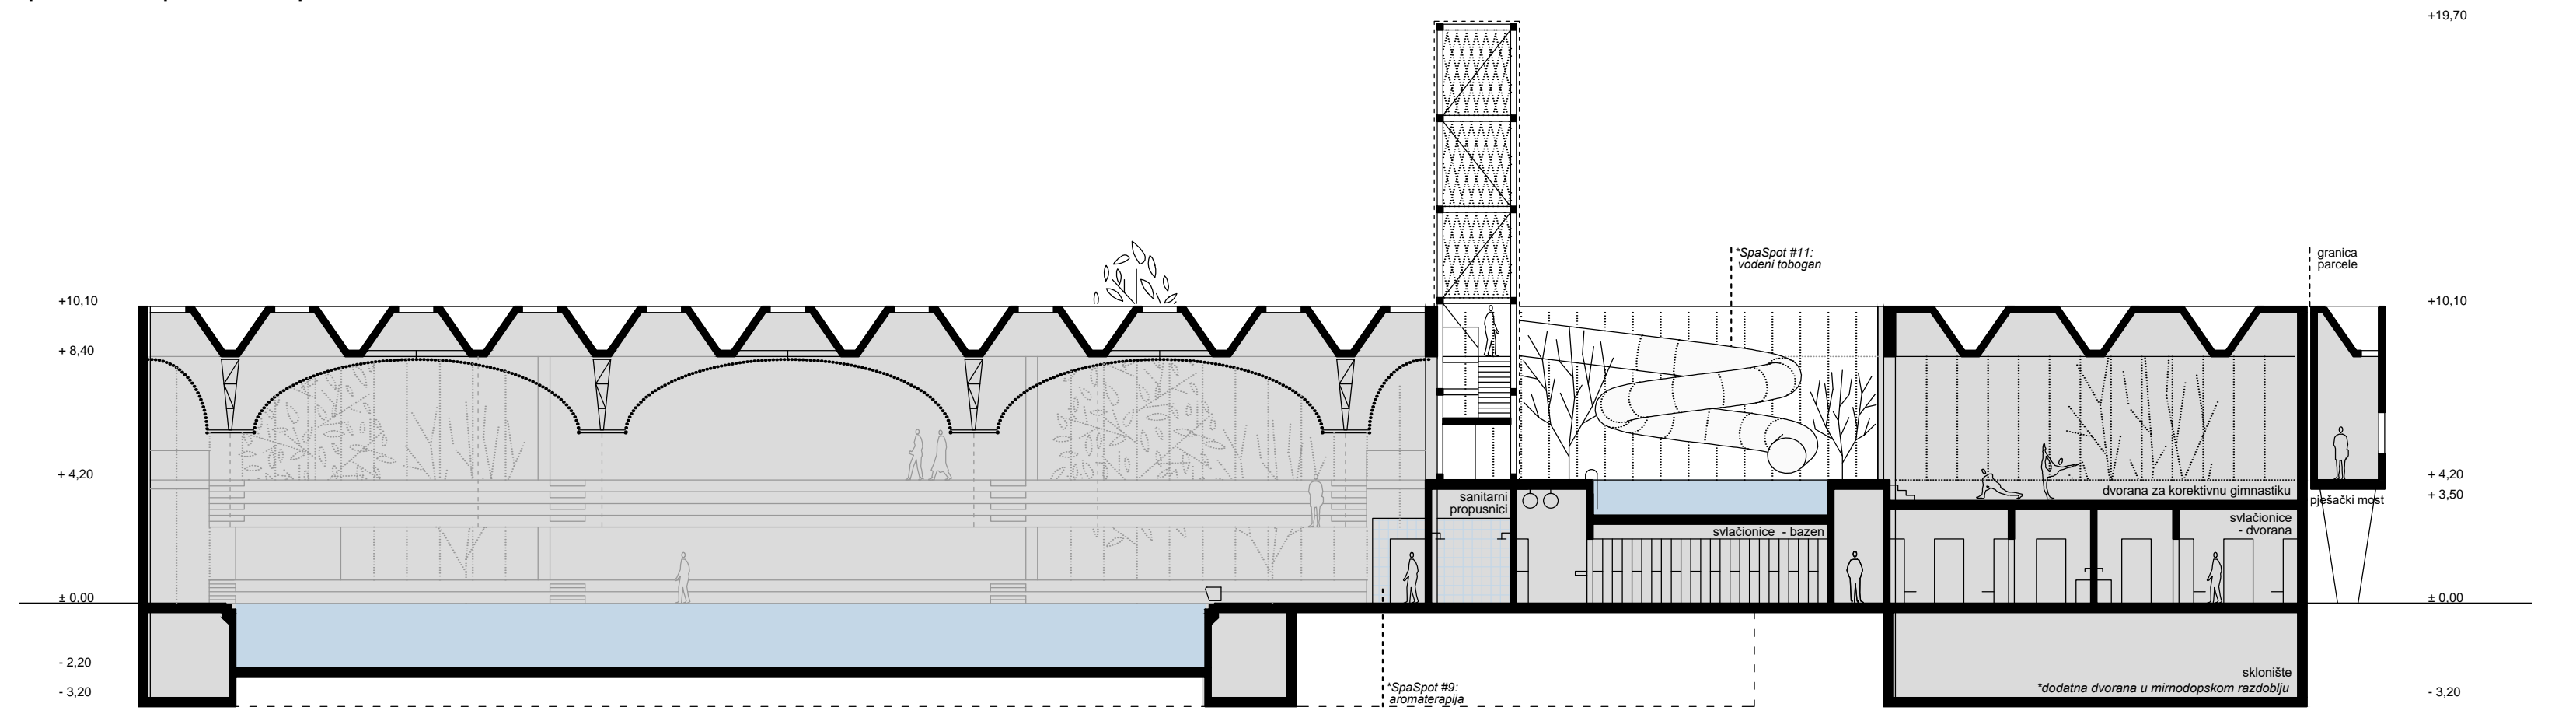 +19,70
*SpaSpot #11:
vodeni tobogan
granica
parcele
+10,10
+10,10
+ 8,40
+ 4,20
+ 4,20
dvorana za korektivnu gimnastiku
sanitarni
propusnici
+ 3,50
pješački most
svlačionice
- dvorana
svlačionice - bazen
± 0,00
± 0,00
- 2,20
sklonište
*SpaSpot #9:
aromaterapija
*dodatna dvorana u mirnodopskom razdoblju
- 3,20
- 3,20